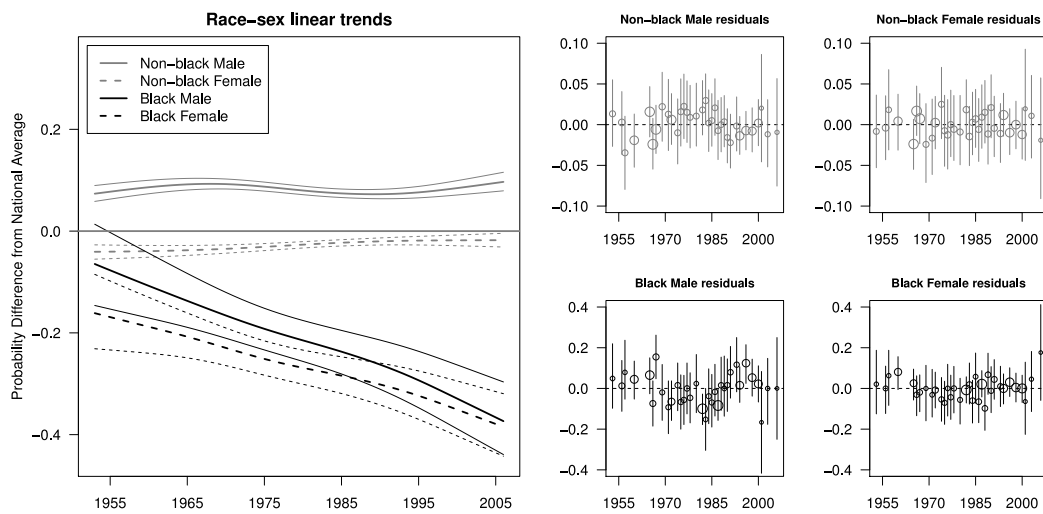 Race−sex linear trends
Probability Difference from National Average
0.2
0.0
−0.2
−0.4
Non−black Male
Non−black Female
Black Male
Black Female
1955 1965 1975 1985 1995 2005
Non−black Male residuals
0.10
0.05
0.00
−0.05
−0.10
1955 1970 1985 2000
Non−black Female residuals
0.10
0.05
0.00
−0.05
−0.10
1955 1970 1985 2000
Black Male residuals
0.4
0.2
0.0
−0.2
−0.4
1955 1970 1985 2000
Black Female residuals
0.4
0.2
0.0
−0.2
−0.4
1955 1970 1985 2000